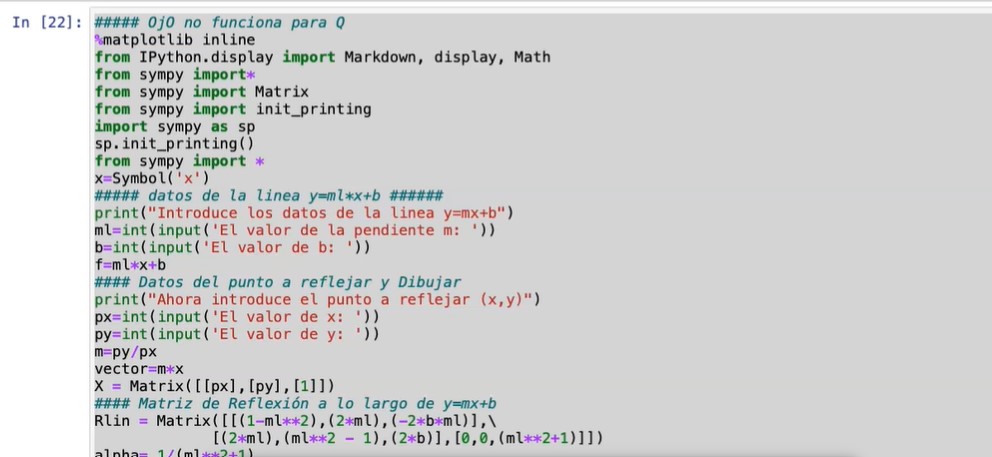 In [22]: ##### OjO no funciona para Q
%matplotlib inline
from IPython.display import Markdown, display, Math
from sympy import*
from sympy import Matrix
from sympy import init_printing
import sympy as sp
sp.init_printing()
from sympy import *
x=Symbol('x')
##### datos de la linea y=ml*x+b ######
print("Introduce los datos de la linea y=mx+b")
ml=int(input('El valor de la pendiente m: '))
b=int(input('El valor de b: '))
f=ml*x+b
#### Datos del punto a reflejar y Dibujar
print("Ahora introduce el punto a reflejar (x,y)")
px=int(input('El valor de x: '))
py=int(input('El valor de y: '))
m=py/px
vector=m*x
X = Matrix([[px],[py],[1]])
#### Matriz de Reflexión a lo largo de y=mx+b
Rlin = Matrix([[(1-ml**2),(2*ml),(-2*b*ml)],\
[(2*ml),(ml**2 - 1),(2*b)],[0,0,(ml**2+1)]])
alpha= 1/(ml**2+1)